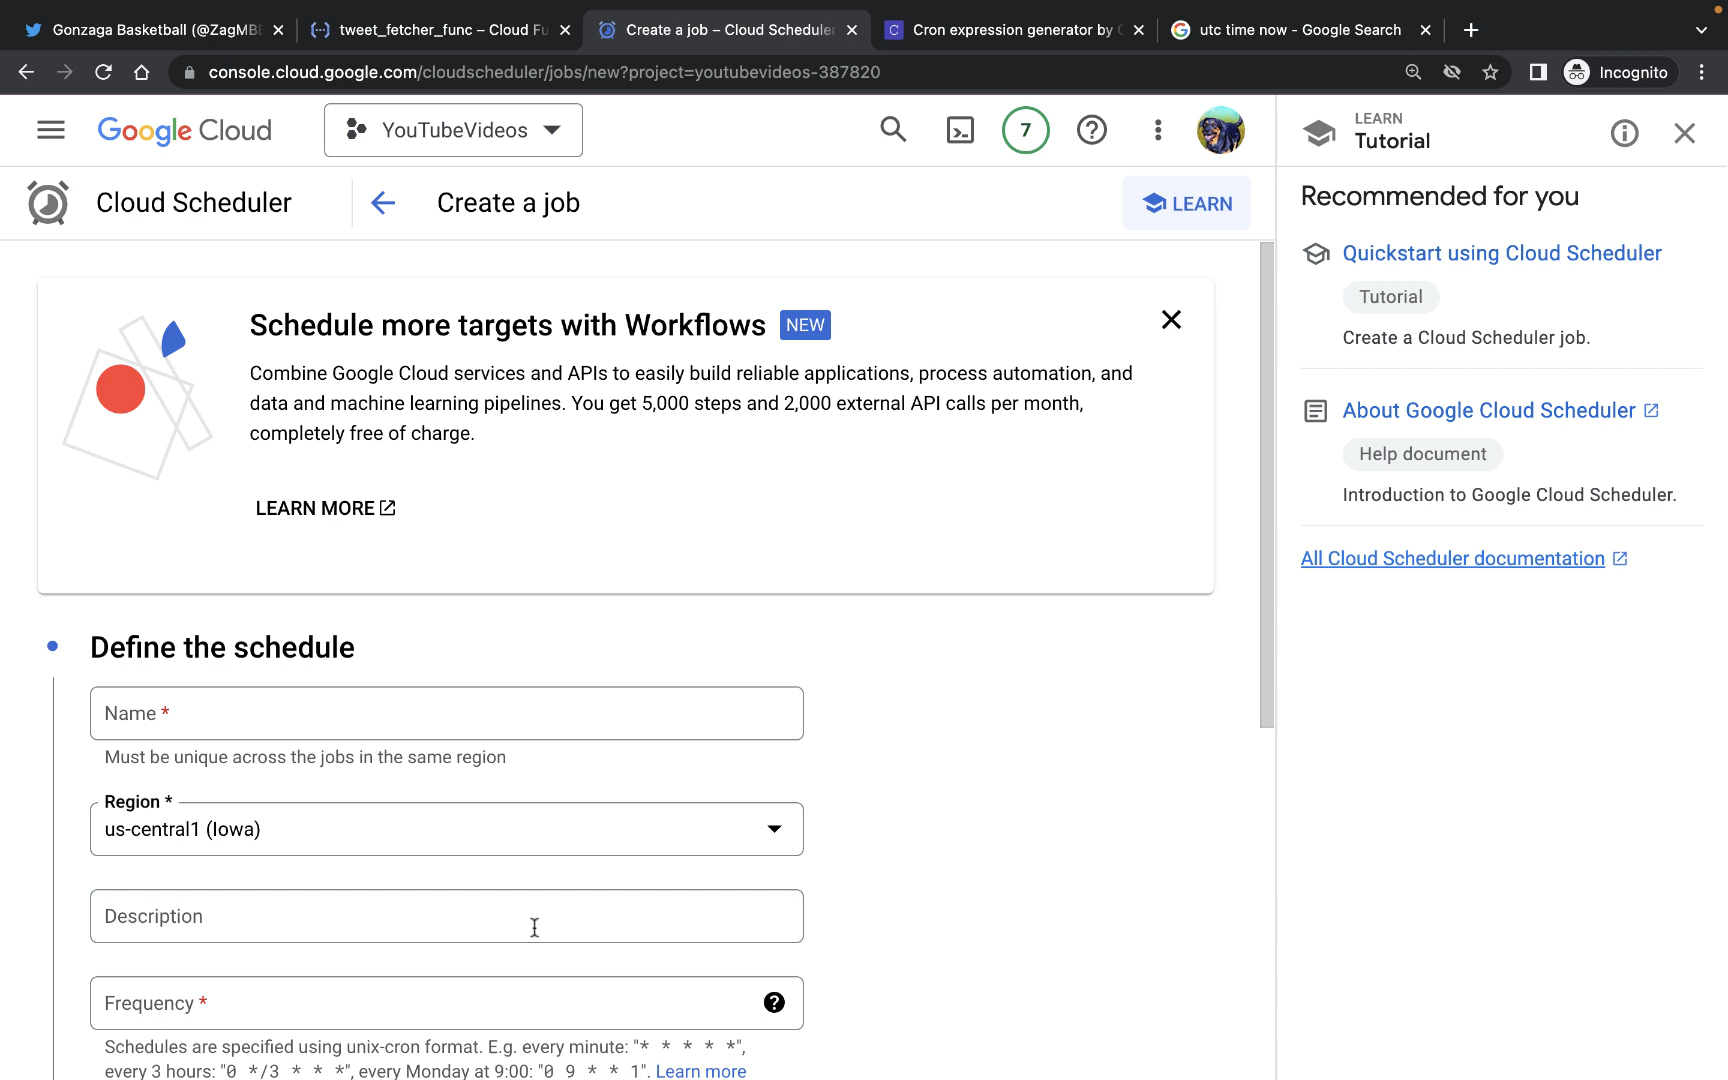 Gonzaga Basketball (@ZagMBB
tweet_fetcher_func – Cloud Fu
Create a job – Cloud Scheduler
Cron expression generator by C
utc time now - Google Search
console.cloud.google.com/cloudscheduler/jobs/new?project=youtubevideos-387820
Incognito
Google Cloud
YouTubeVideos
7
LEARN
Tutorial
Cloud Scheduler
Create a job
LEARN
Recommended for you
Quickstart using Cloud Scheduler
Tutorial
Create a Cloud Scheduler job.
About Google Cloud Scheduler
Help document
Introduction to Google Cloud Scheduler.
All Cloud Scheduler documentation
Schedule more targets with Workflows NEW
Combine Google Cloud services and APIs to easily build reliable applications, process automation, and
data and machine learning pipelines. You get 5,000 steps and 2,000 external API calls per month,
completely free of charge.
LEARN MORE
Define the schedule
Name *
Must be unique across the jobs in the same region
Region *
us-central1 (Iowa)
Description
Frequency *
Schedules are specified using unix-cron format. E.g. every minute: "* * * * *",
every 3 hours: "0 */3 * * *", every Monday at 9:00: "0 9 * * 1". Learn more